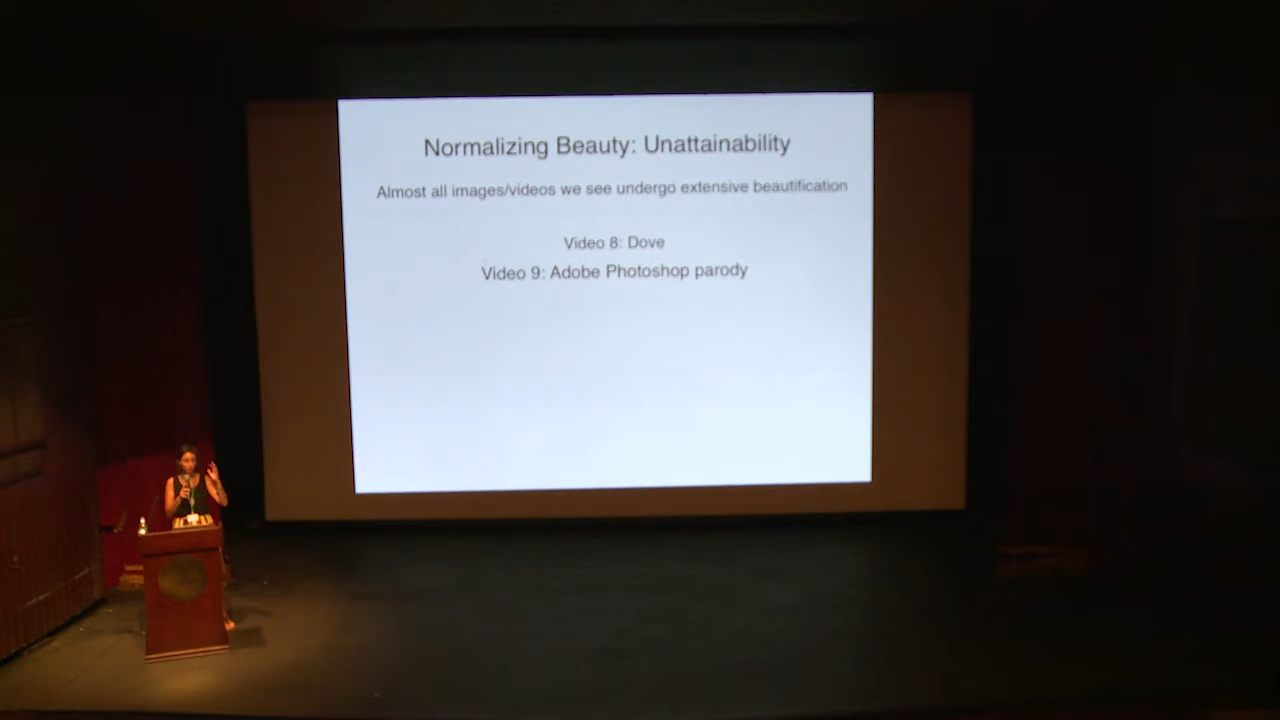 Normalizing Beauty: Unattainability
Almost all images/videos we see undergo extensive beautification
Video 8: Dove
Video 9: Adobe Photoshop parody